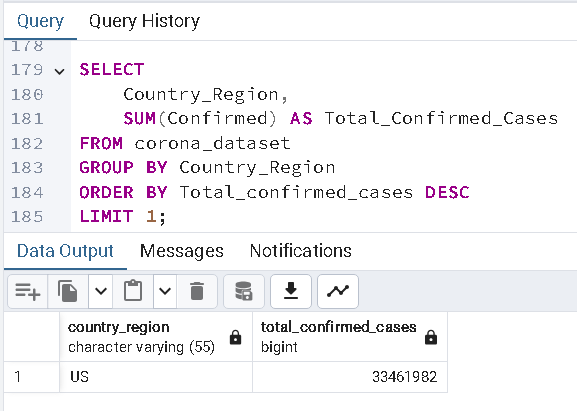 Query Query History
178
179 SELECT
180 Country_Region,
181 SUM(Confirmed) AS Total_Confirmed_Cases
182 FROM corona_dataset
183 GROUP BY Country_Region
184 ORDER BY Total_confirmed_cases DESC
185 LIMIT 1;
Data Output Messages Notifications
country_region total_confirmed_cases
character varying (55) bigint
1 US 33461982